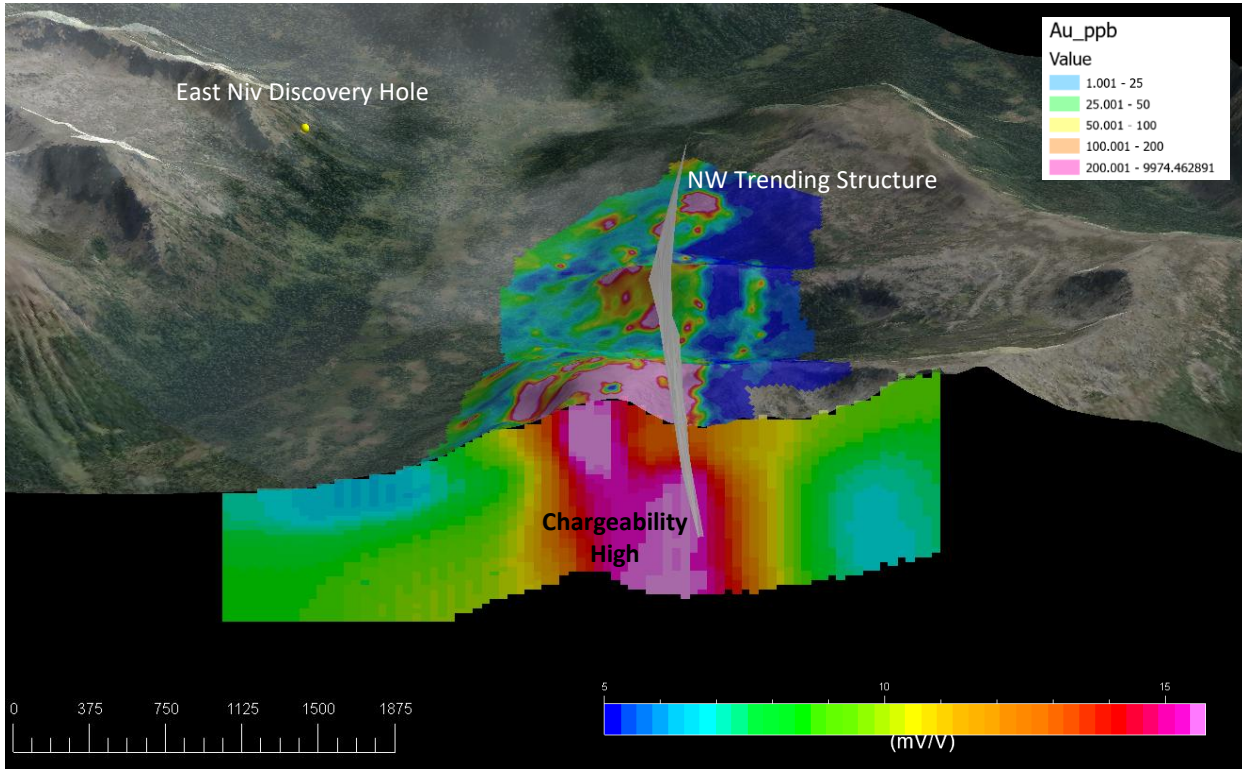 Au_ppb
Value
1.001 - 25
25.001 - 50
50.001 - 100
100.001 - 200
200.001 - 9974.462891
East Niv Discovery Hole
NW Trending Structure
Chargeability
High
0 375 750 1125 1500 1875
5 10 15
(mV/V)